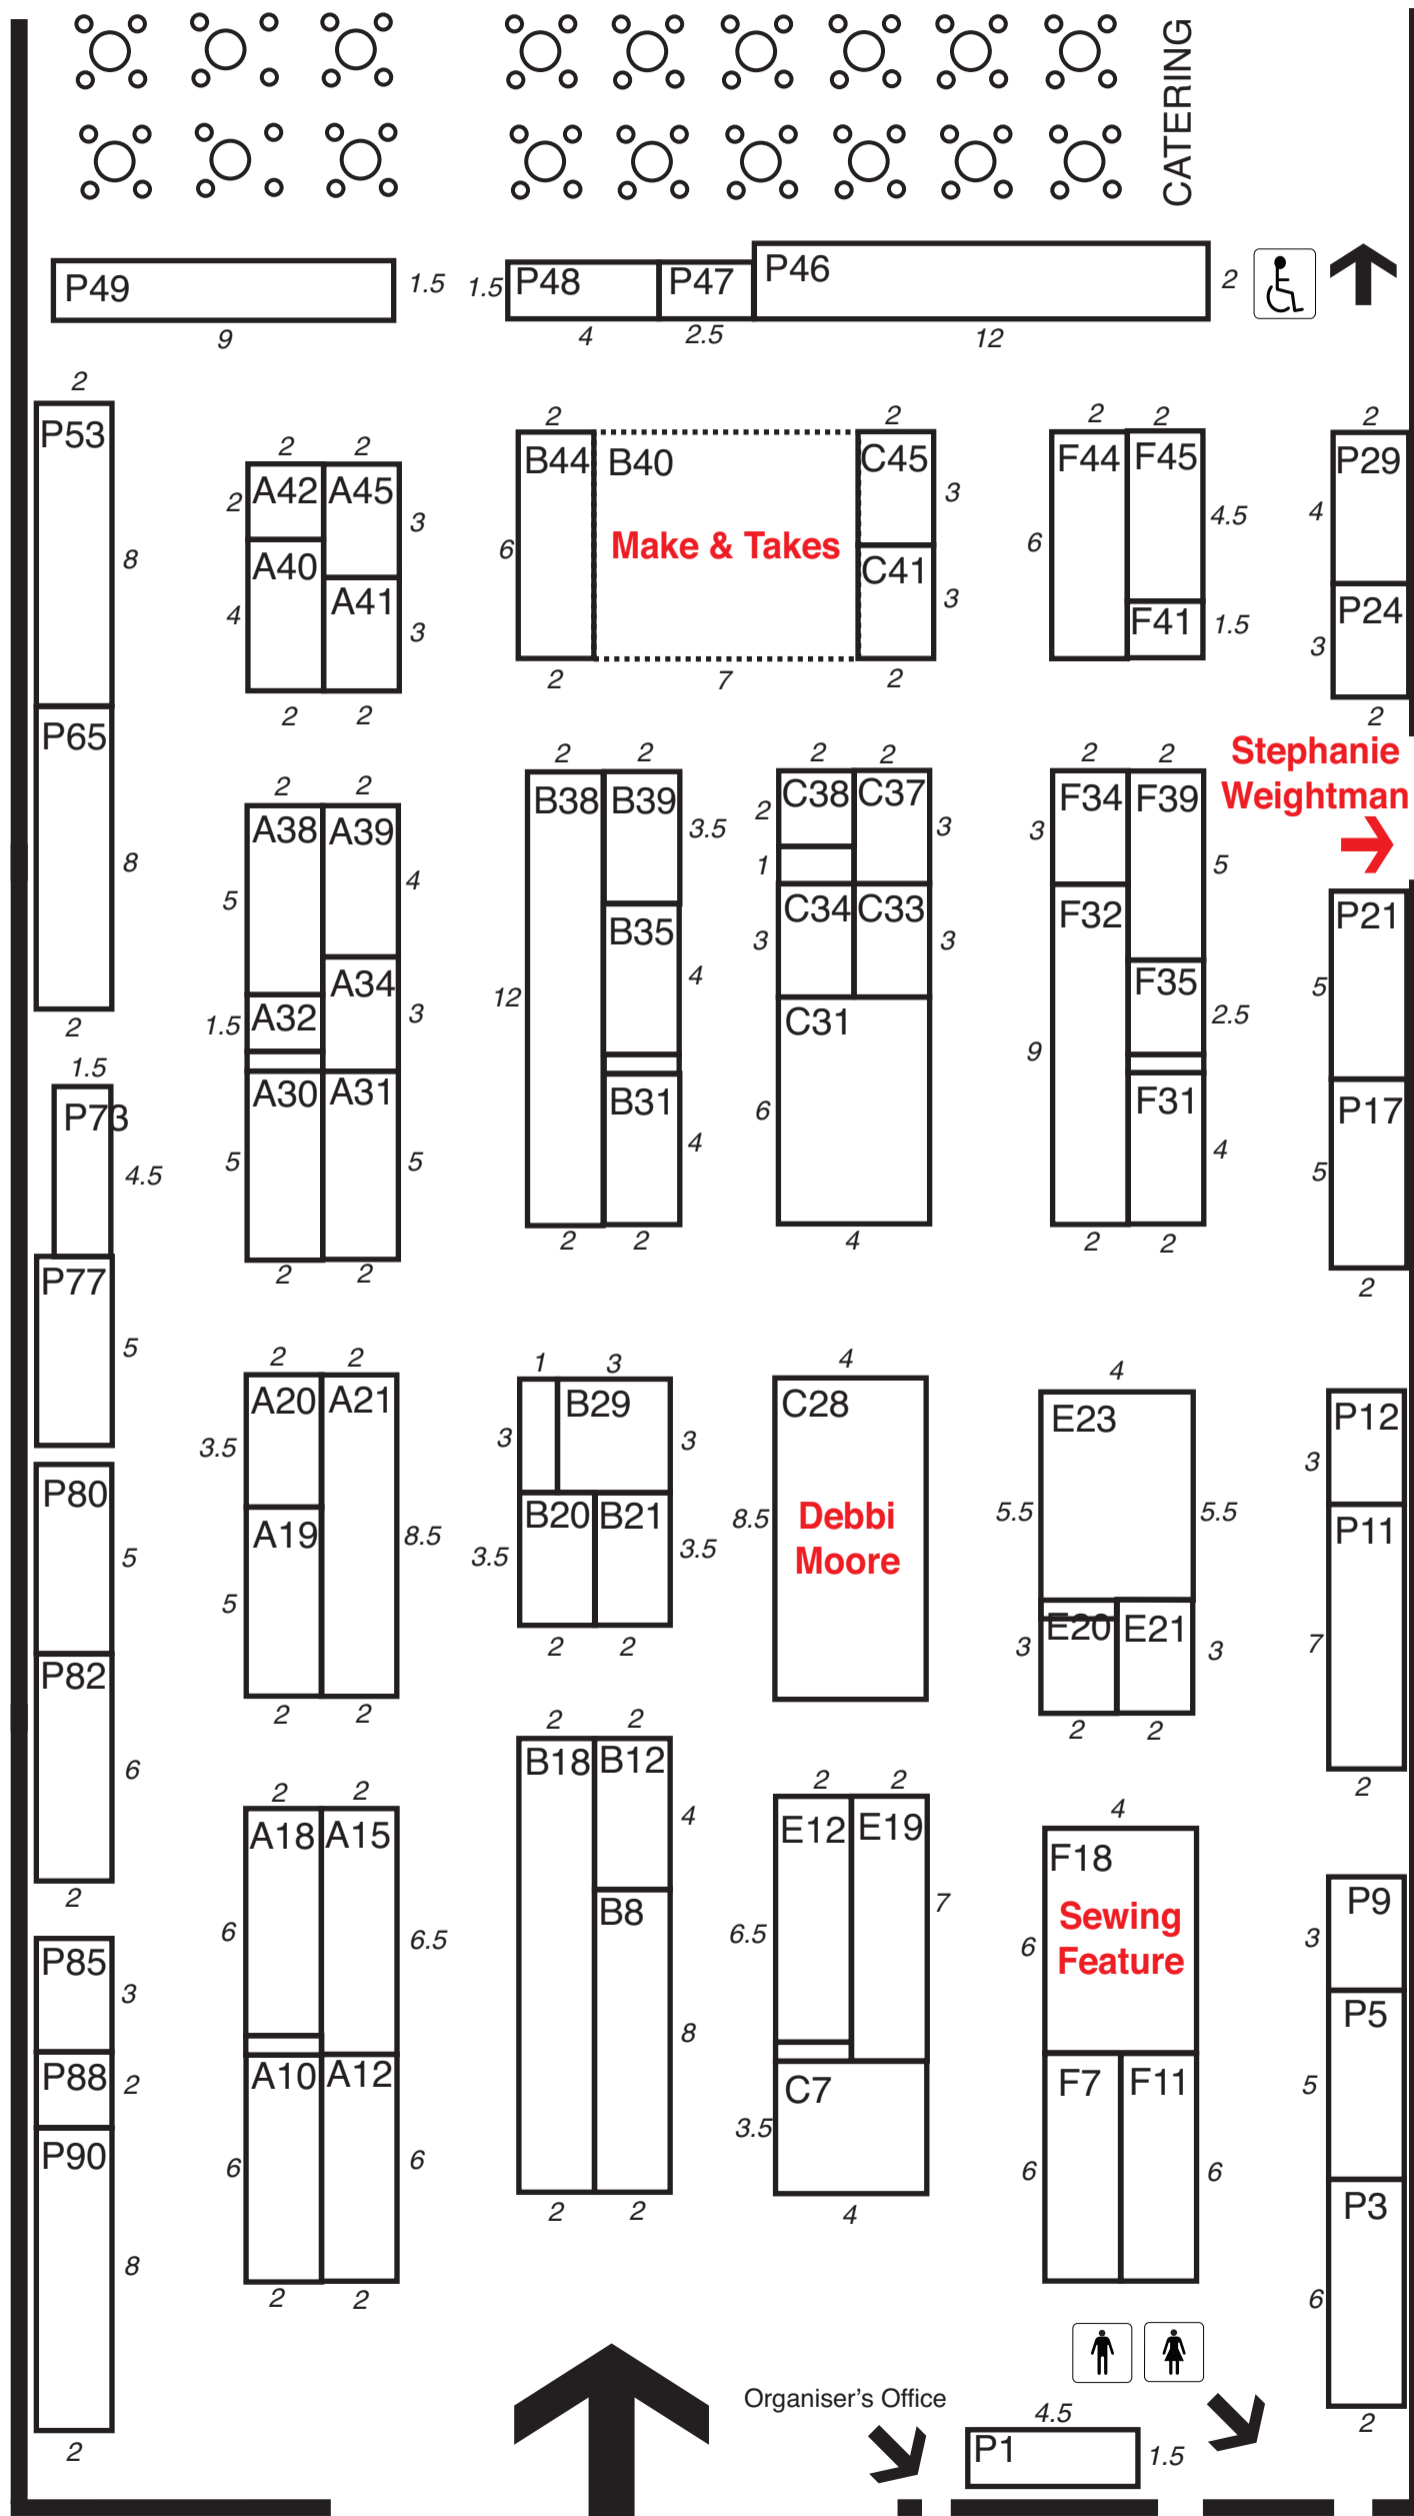 CATERING
P49
1.5
1.5
P48
P47
P46
2
9
4
2.5
12
2
P53
8
P65
8
2
1.5
P73
4.5
P77
5
P80
5
P82
6
2
P85
3
P88
2
P90
8
2
2
2
2
A42
A45
3
4
A40
A41
3
2
2
2
2
A38
A39
5
4
A34
1.5
A32
3
A30
A31
5
5
2
2
2
2
A20
A21
3.5
A19
8.5
5
2
2
2
2
A18
A15
6
6.5
A10
A12
6
6
2
2
2
2
B44
B40
C45
3
6
Make & Takes
C41
3
2
7
2
2
2
B38
B39
3.5
B35
12
4
B31
4
2
2
2
2
2
C38
C37
3
1
C34
C33
3
3
C31
6
4
1
3
B29
3
3
B20
B21
3.5
3.5
2
2
4
C28
8.5
Debbi
Moore
2
2
B18
B12
4
B8
8
2
2
2
2
E12
E19
6.5
7
C7
3.5
4
2
2
F44
F45
6
4.5
F41
1.5
2
2
F34
F39
3
5
F32
F35
2.5
9
F31
4
2
2
4
E23
5.5
5.5
E20
E21
3
3
2
2
4
F18
6
Sewing
Feature
F7
F11
6
6
2
P29
4
P24
3
2
Stephanie
Weightman
P21
5
P17
5
2
P12
3
P11
7
2
P9
3
P5
5
P3
6
2
Organiser's Office
4.5
P1
1.5